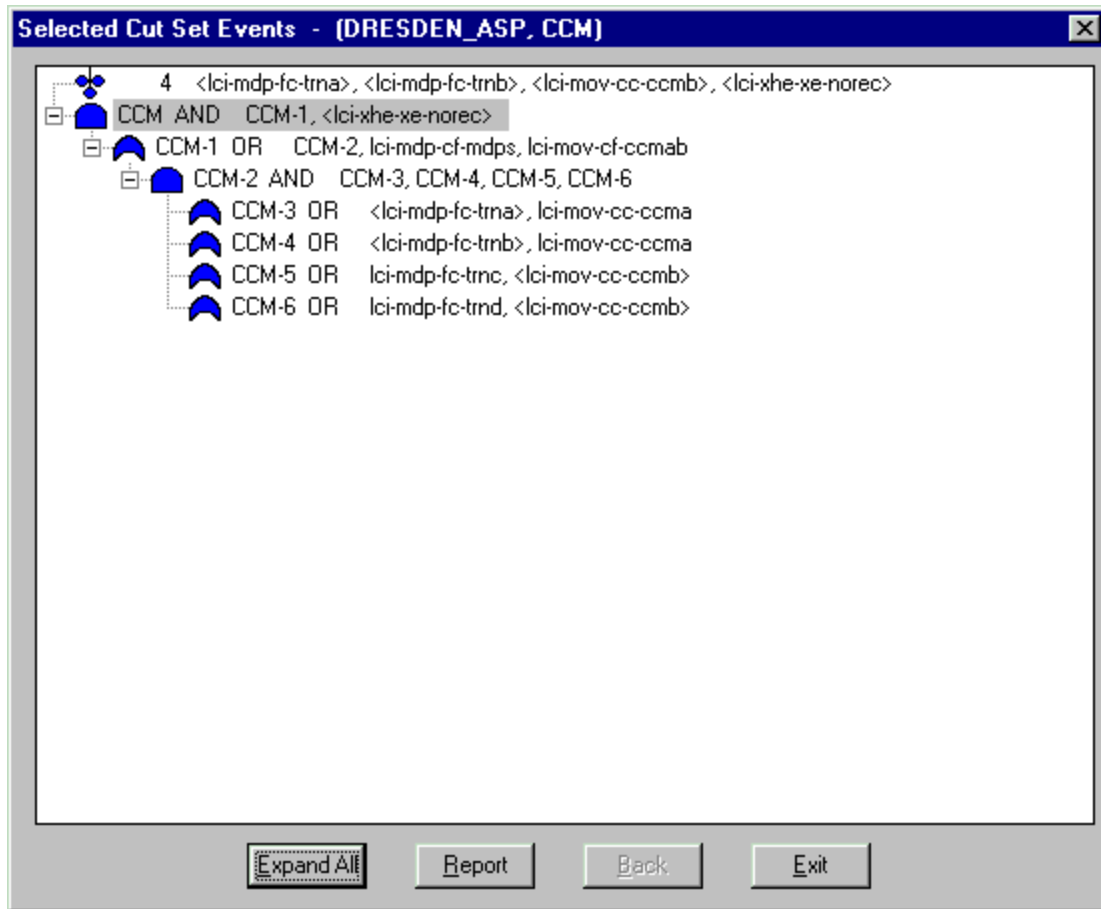 Selected Cut Set Events - (DRESDEN_ASP, CCM)
4 <lci-mdp-fc-trna>, <lci-mdp-fc-trnb>, <lci-mov-cc-ccmb>, <lci-xhe-xe-norec>
CCM AND CCM-1, <lci-xhe-xe-norec>
CCM-1 OR CCM-2, lci-mdp-cf-mdps, lci-mov-cf-ccmab
CCM-2 AND CCM-3, CCM-4, CCM-5, CCM-6
CCM-3 OR <lci-mdp-fc-trna>, lci-mov-cc-ccma
CCM-4 OR <lci-mdp-fc-trnb>, lci-mov-cc-ccma
CCM-5 OR lci-mdp-fc-trnc, <lci-mov-cc-ccmb>
CCM-6 OR lci-mdp-fc-trnd, <lci-mov-cc-ccmb>
Expand All Report Back Exit